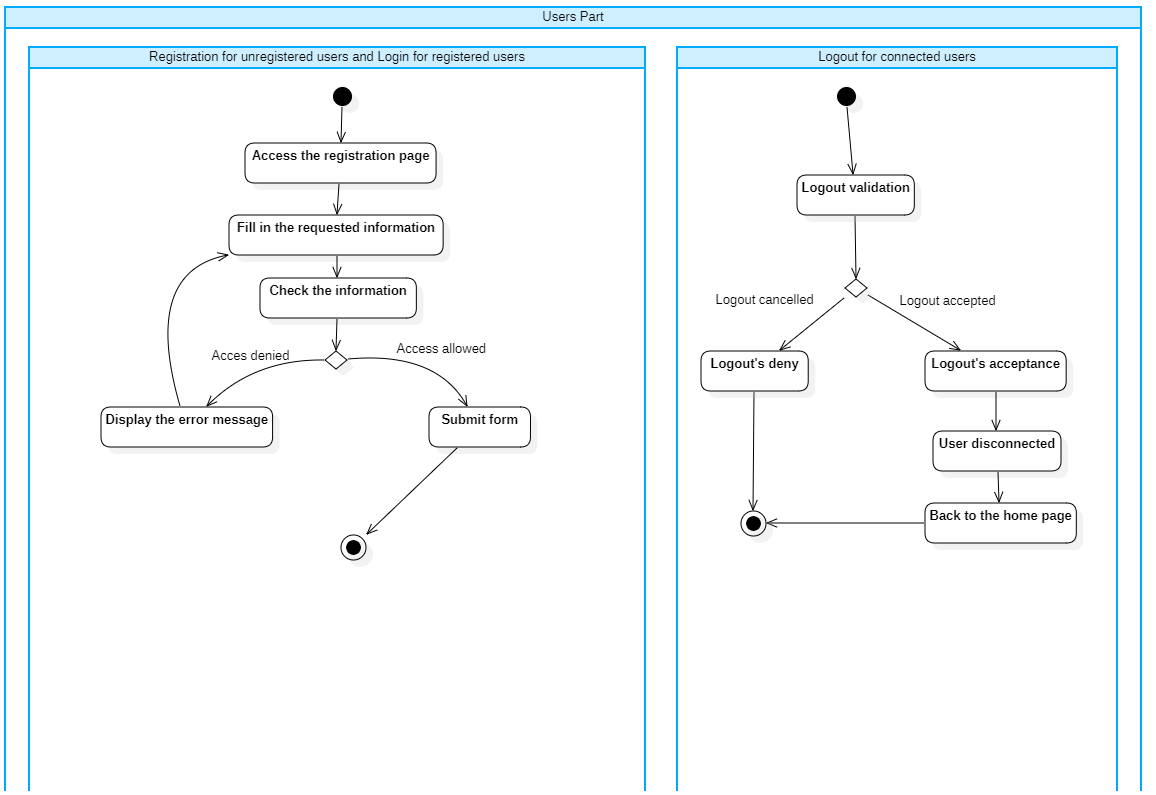 Users Part
Registration for unregistered users and Login for registered users
Access the registration page
Fill in the requested information
Check the information
Acces denied
Access allowed
Display the error message
Submit form
Logout for connected users
Logout validation
Logout cancelled
Logout accepted
Logout's deny
Logout's acceptance
User disconnected
Back to the home page